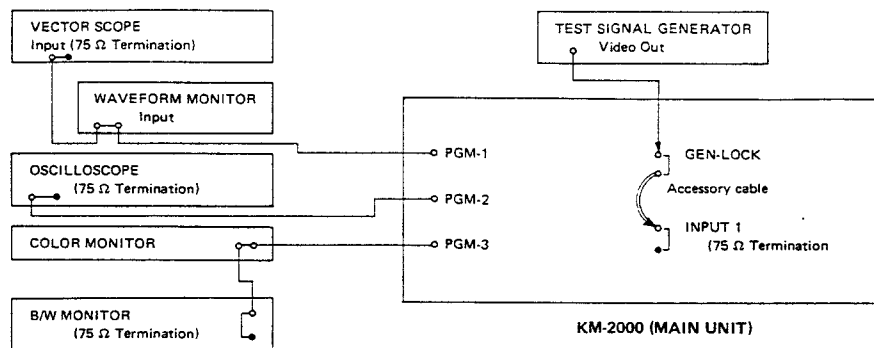 VECTOR SCOPE
Input (75 Ω Termination)
WAVEFORM MONITOR
Input
OSCILLOSCOPE
(75 Ω Termination)
COLOR MONITOR
B/W MONITOR
(75 Ω Termination)
TEST SIGNAL GENERATOR
Video Out
PGM-1
PGM-2
PGM-3
GEN-LOCK
Accessory cable
INPUT 1
(75 Ω Termination
KM-2000 (MAIN UNIT)